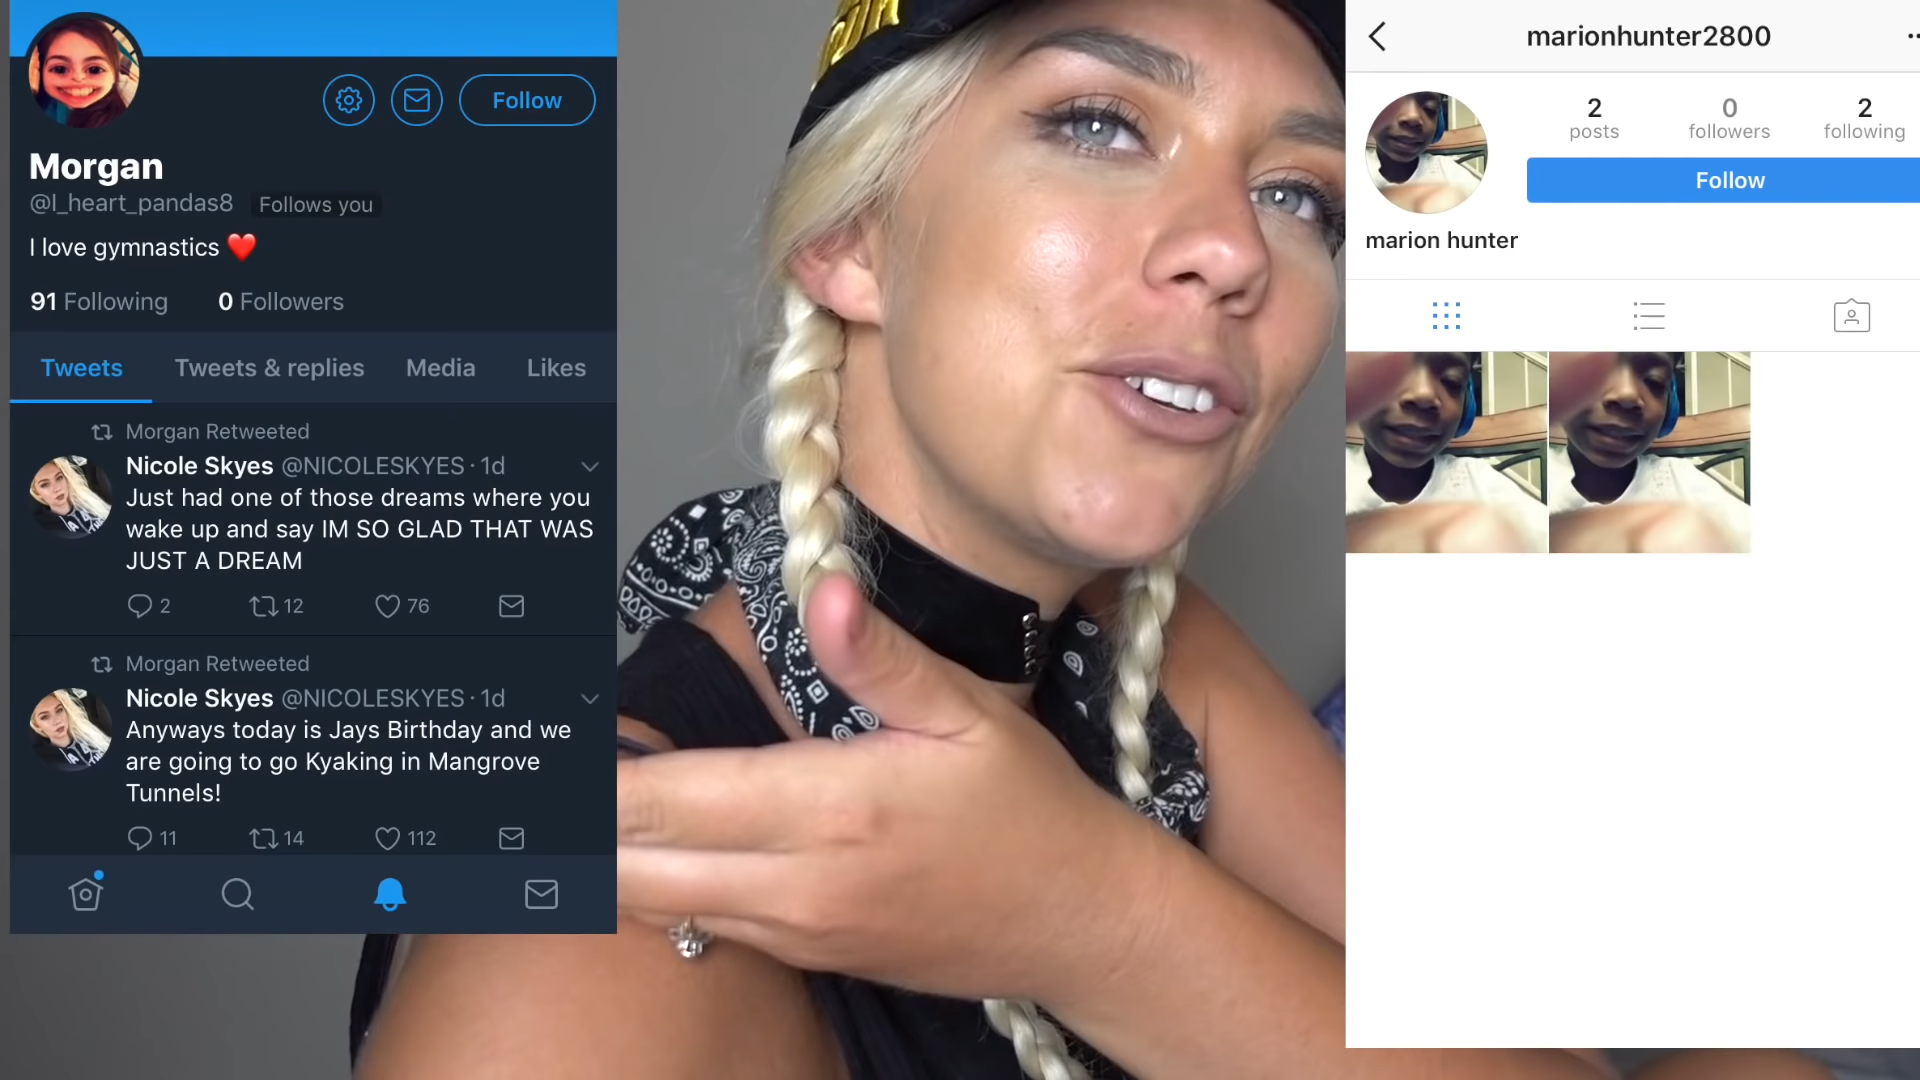 Follow
Morgan
@I_heart_pandas8 Follows you
I love gymnastics ❤️
91 Following 0 Followers
Tweets Tweets & replies Media Likes
Morgan Retweeted
Nicole Skyes @NICOLESKYES · 1d
Just had one of those dreams where you
wake up and say IM SO GLAD THAT WAS
JUST A DREAM
2 12 76
Morgan Retweeted
Nicole Skyes @NICOLESKYES · 1d
Anyways today is Jays Birthday and we
are going to go Kyaking in Mangrove
Tunnels!
11 14 112
marionhunter2800
2 0 2
posts followers following
Follow
marion hunter